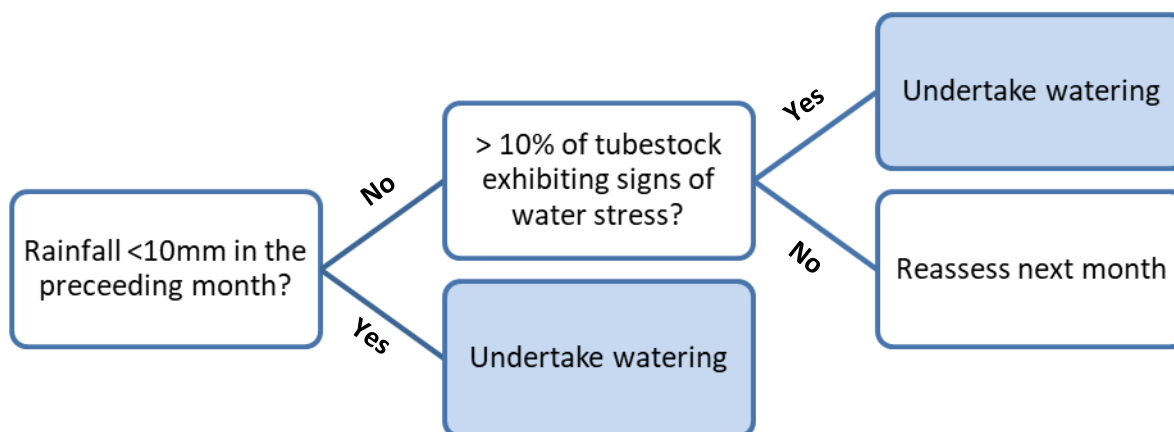 Rainfall <10mm in the
preceeding month?
No
Yes
> 10% of tubestock
exhibiting signs of
water stress?
Undertake watering
Yes
No
Undertake watering
Reassess next month